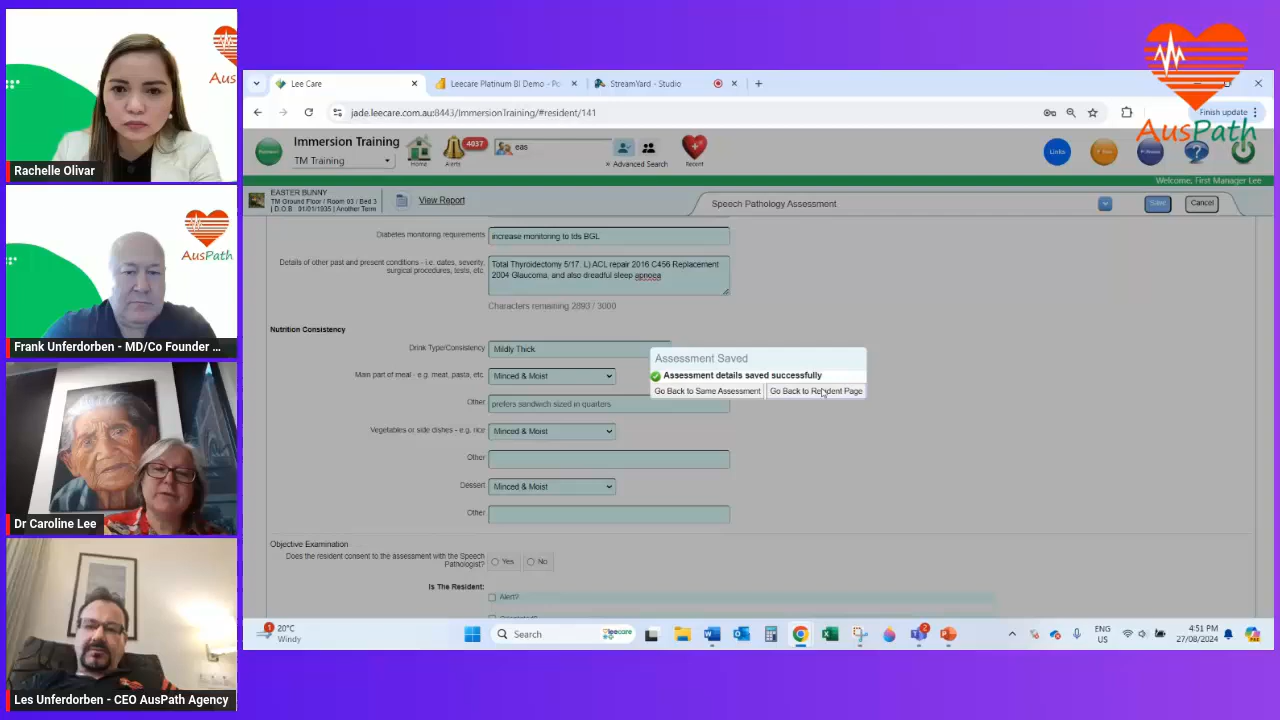 Aus
Rachelle Olivar
AusPath
Frank Unferdorben - MD/Co Founder ...
Dr Caroline Lee
Les Unferdorben - CEO AusPath Agency
AusPath
Lee Care
Leecare Platinum BI Demo - Po
StreamYard - Studio
jade.leecare.com.au:8443/ImmersionTraining/#resident/141
Finish update
Immersion Training
TM Training
Home
Alerts
4037
eas
» Advanced Search
Recent
Links
Welcome, First Manager Lee
EASTER BUNNY
TM Ground Floor / Room 03 / Bed 3
| D.O.B : 01/01/1935 | Another Term
View Report
Speech Pathology Assessment
Save
Cancel
Diabetes monitoring requirements
increase monitoring to tds BGL
Details of other past and present conditions - i.e. dates, severity,
surgical procedures, tests, etc.
Total Thyroidectomy 5/17. L) ACL repair 2016 C456 Replacement
2004 Glaucoma, and also dreadful sleep apnoea
Characters remaining 2893 / 3000
Nutrition Consistency
Drink Type/Consistency
Mildly Thick
Main part of meal - e.g. meat, pasta, etc.
Minced & Moist
Other
prefers sandwich sized in quarters
Vegetables or side dishes - e.g. rice
Minced & Moist
Other
Dessert
Minced & Moist
Other
Assessment Saved
Assessment details saved successfully
Go Back to Same Assessment
Go Back to Resident Page
Objective Examination
Does the resident consent to the assessment with the Speech
Pathologist?
Yes
No
Is The Resident:
Alert?
1
20°C
Windy
Search
leecare
2
ENG
US
4:51 PM
27/08/2024